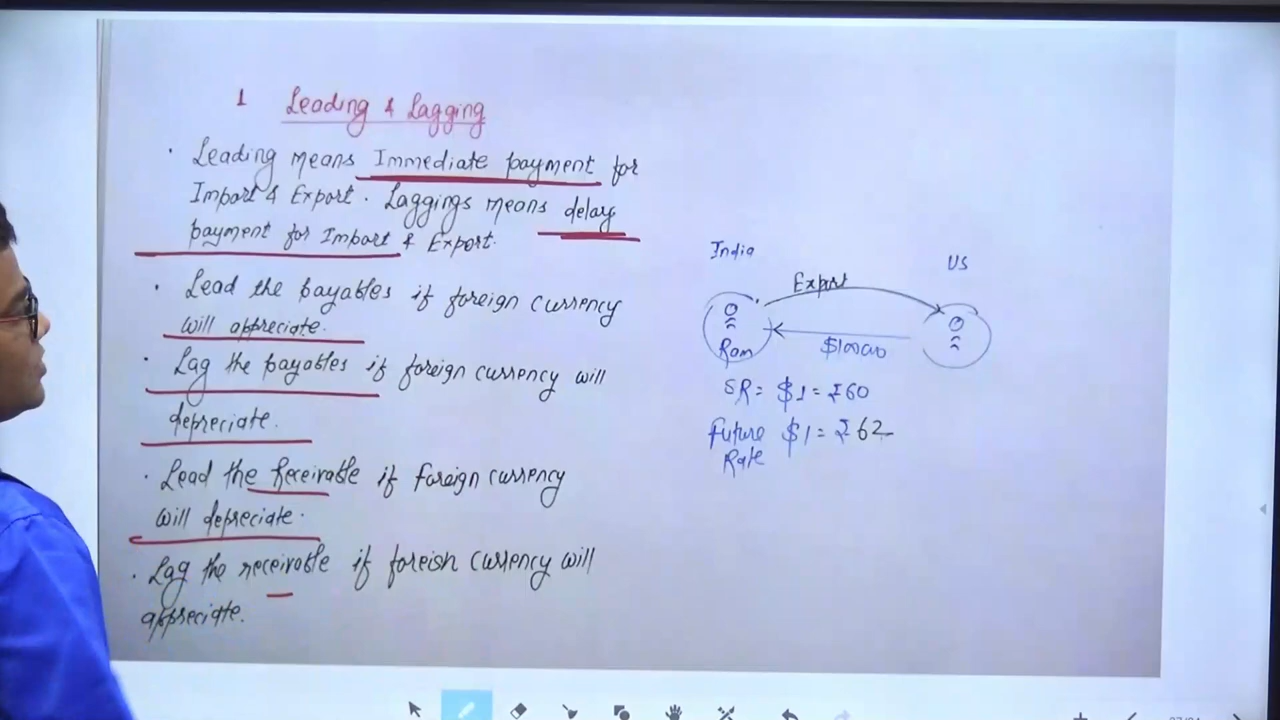 1 Leading & Lagging
· Leading means Immediate payment for
Import & Export. Laggings means delay
payment for Import & Export.
· Lead the payables if foreign currency
will appreciate.
· Lag the payables if foreign currency will
depreciate.
· Lead the Receivable if foreign currency
will depreciate.
· Lag the receivable if foreign currency will
appreciate.
India
US
Export
Ram
$100000
SR = $1 = ₹60
Future $1 = ₹62
Rate